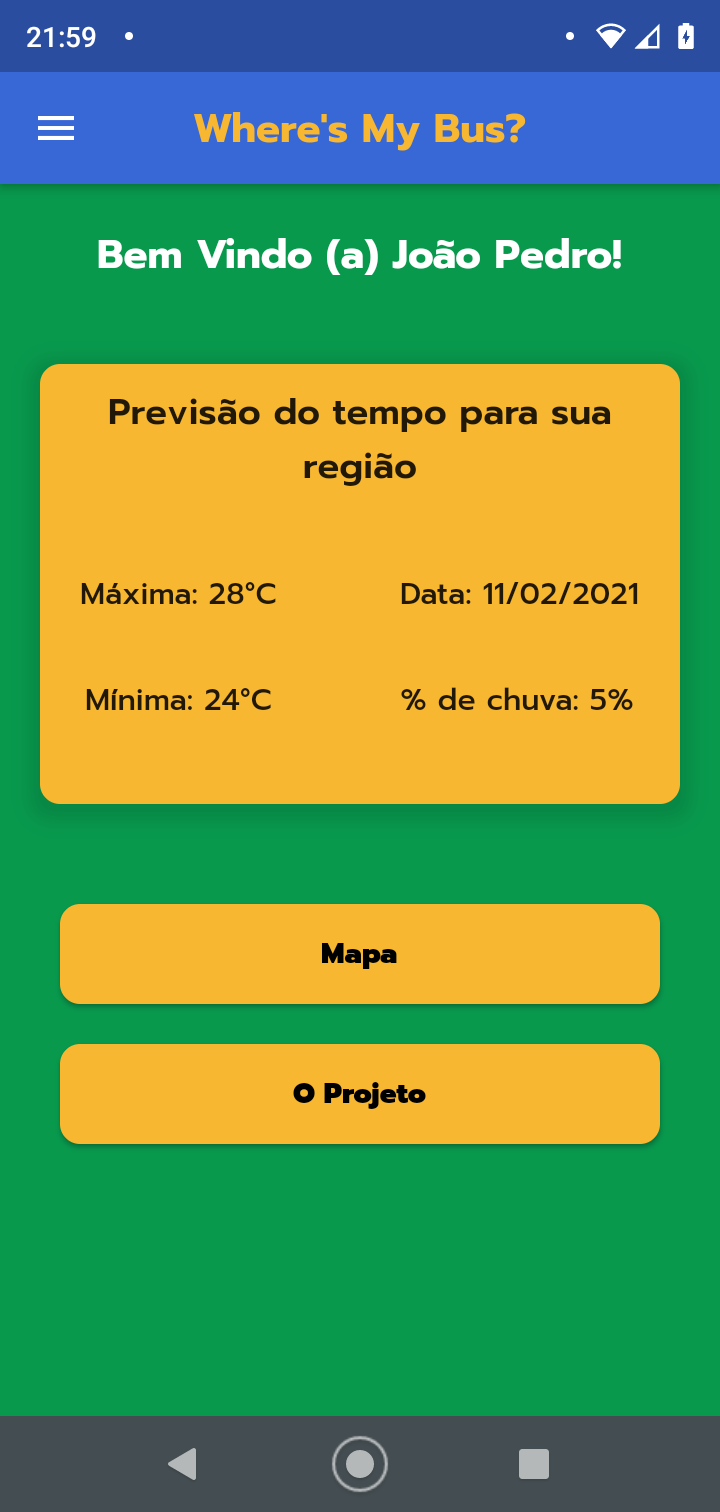 21:59
Where's My Bus?
Bem Vindo (a) João Pedro!
Previsão do tempo para sua
região
Máxima: 28°C
Data: 11/02/2021
Mínima: 24°C
% de chuva: 5%
Mapa
O Projeto